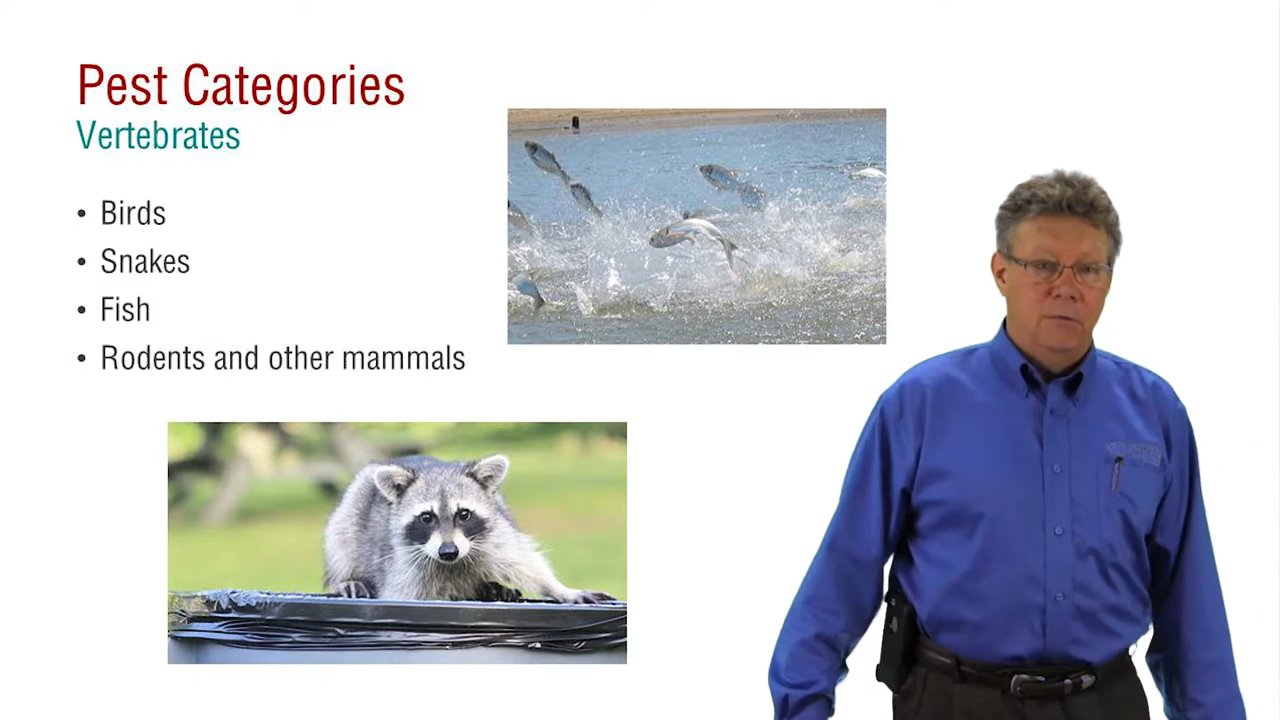 Pest Categories
Vertebrates
• Birds
• Snakes
• Fish
• Rodents and other mammals